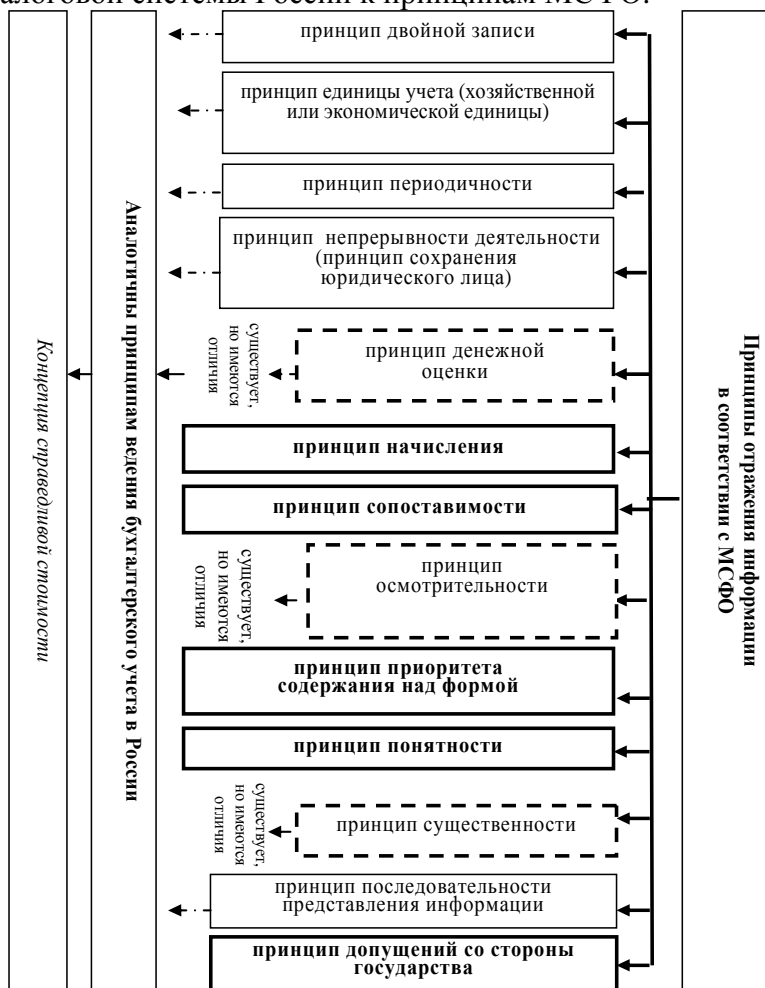 алоговой системы России к принципам МСФО.
принцип двойной записи
принцип единицы учета (хозяйственной
или экономической единицы)
принцип периодичности
принцип непрерывности деятельности
(принцип сохранения
юридического лица)
принцип денежной
оценки
существует,
но имеются
отличия
принцип начисления
принцип сопоставимости
принцип
осмотрительности
существует,
но имеются
отличия
принцип приоритета
содержания над формой
принцип понятности
принцип существенности
существует,
но имеются
отличия
принцип последовательности
представления информации
принцип допущений со стороны
государства
Принципы отражения информации
в соответствии с МСФО
Аналогичны принципам ведения бухгалтерского учета в России
Концепция справедливой стоимости